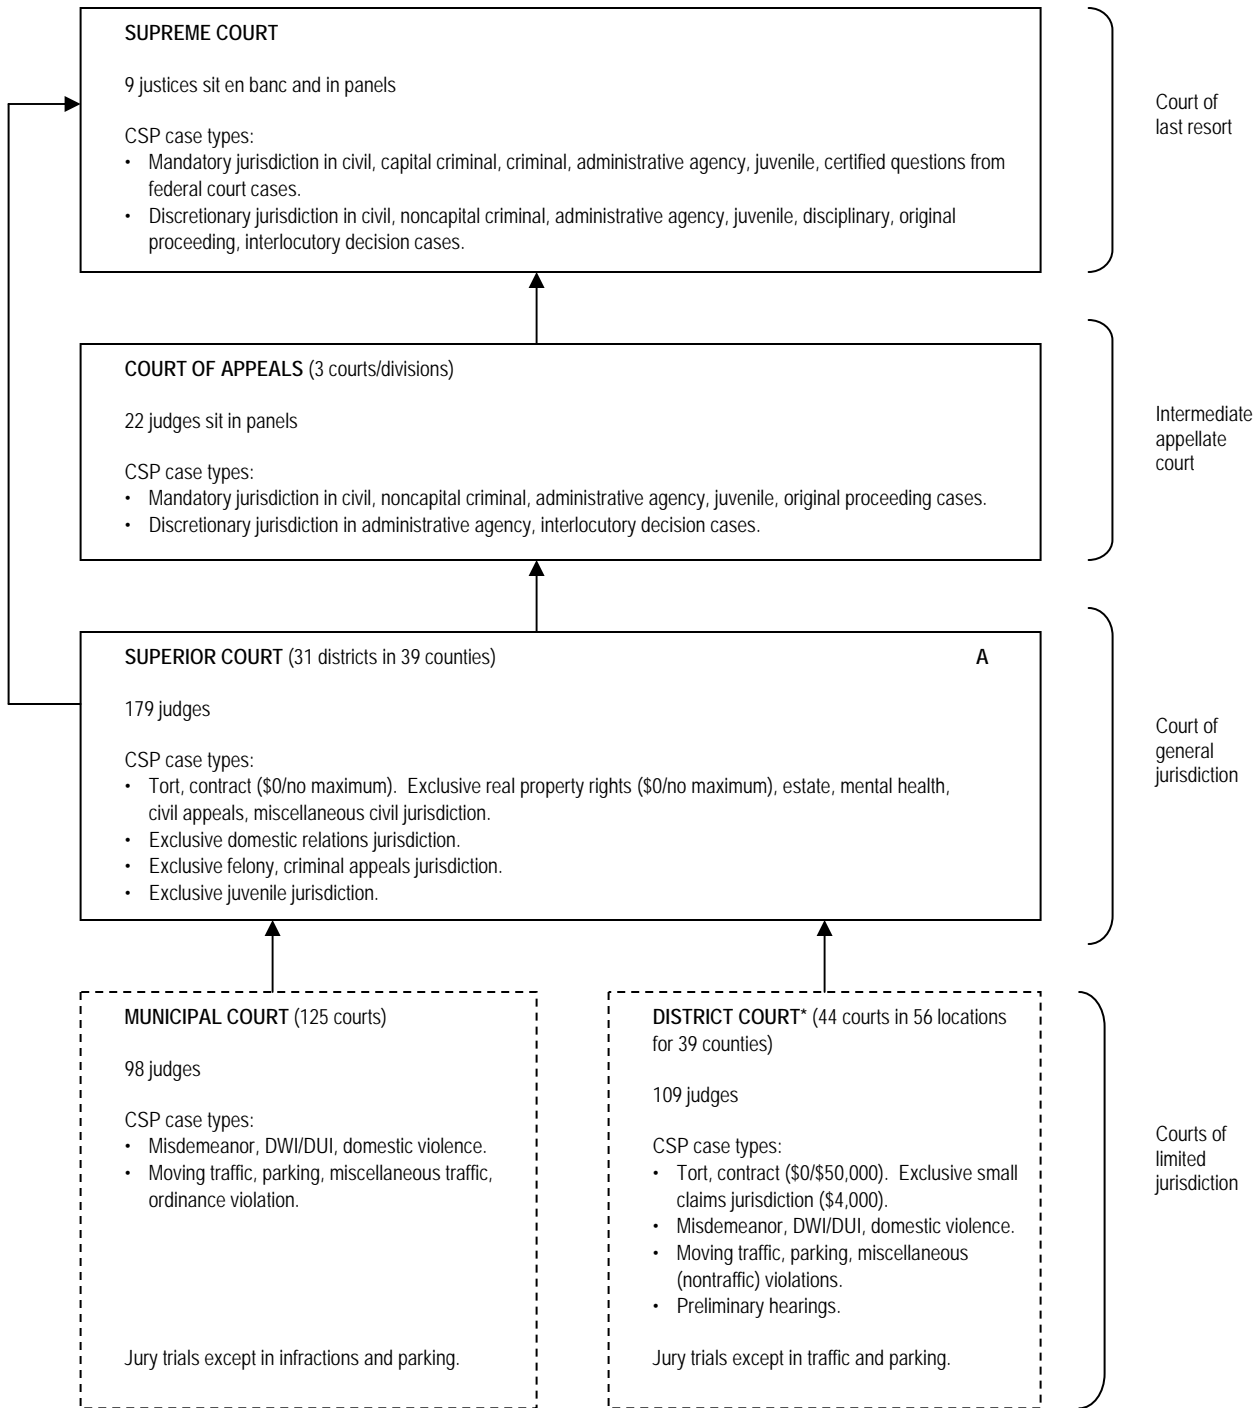 SUPREME COURT
9 justices sit en banc and in panels
CSP case types:
• Mandatory jurisdiction in civil, capital criminal, criminal, administrative agency, juvenile, certified questions from
federal court cases.
• Discretionary jurisdiction in civil, noncapital criminal, administrative agency, juvenile, disciplinary, original
proceeding, interlocutory decision cases.
Court of
last resort
COURT OF APPEALS (3 courts/divisions)
22 judges sit in panels
CSP case types:
• Mandatory jurisdiction in civil, noncapital criminal, administrative agency, juvenile, original proceeding cases.
• Discretionary jurisdiction in administrative agency, interlocutory decision cases.
Intermediate
appellate
court
SUPERIOR COURT (31 districts in 39 counties) A
179 judges
CSP case types:
• Tort, contract ($0/no maximum). Exclusive real property rights ($0/no maximum), estate, mental health,
civil appeals, miscellaneous civil jurisdiction.
• Exclusive domestic relations jurisdiction.
• Exclusive felony, criminal appeals jurisdiction.
• Exclusive juvenile jurisdiction.
Court of
general
jurisdiction
MUNICIPAL COURT (125 courts)
98 judges
CSP case types:
• Misdemeanor, DWI/DUI, domestic violence.
• Moving traffic, parking, miscellaneous traffic,
ordinance violation.
Jury trials except in infractions and parking.
DISTRICT COURT* (44 courts in 56 locations
for 39 counties)
109 judges
CSP case types:
• Tort, contract ($0/$50,000). Exclusive small
claims jurisdiction ($4,000).
• Misdemeanor, DWI/DUI, domestic violence.
• Moving traffic, parking, miscellaneous
(nontraffic) violations.
• Preliminary hearings.
Jury trials except in traffic and parking.
Courts of
limited
jurisdiction